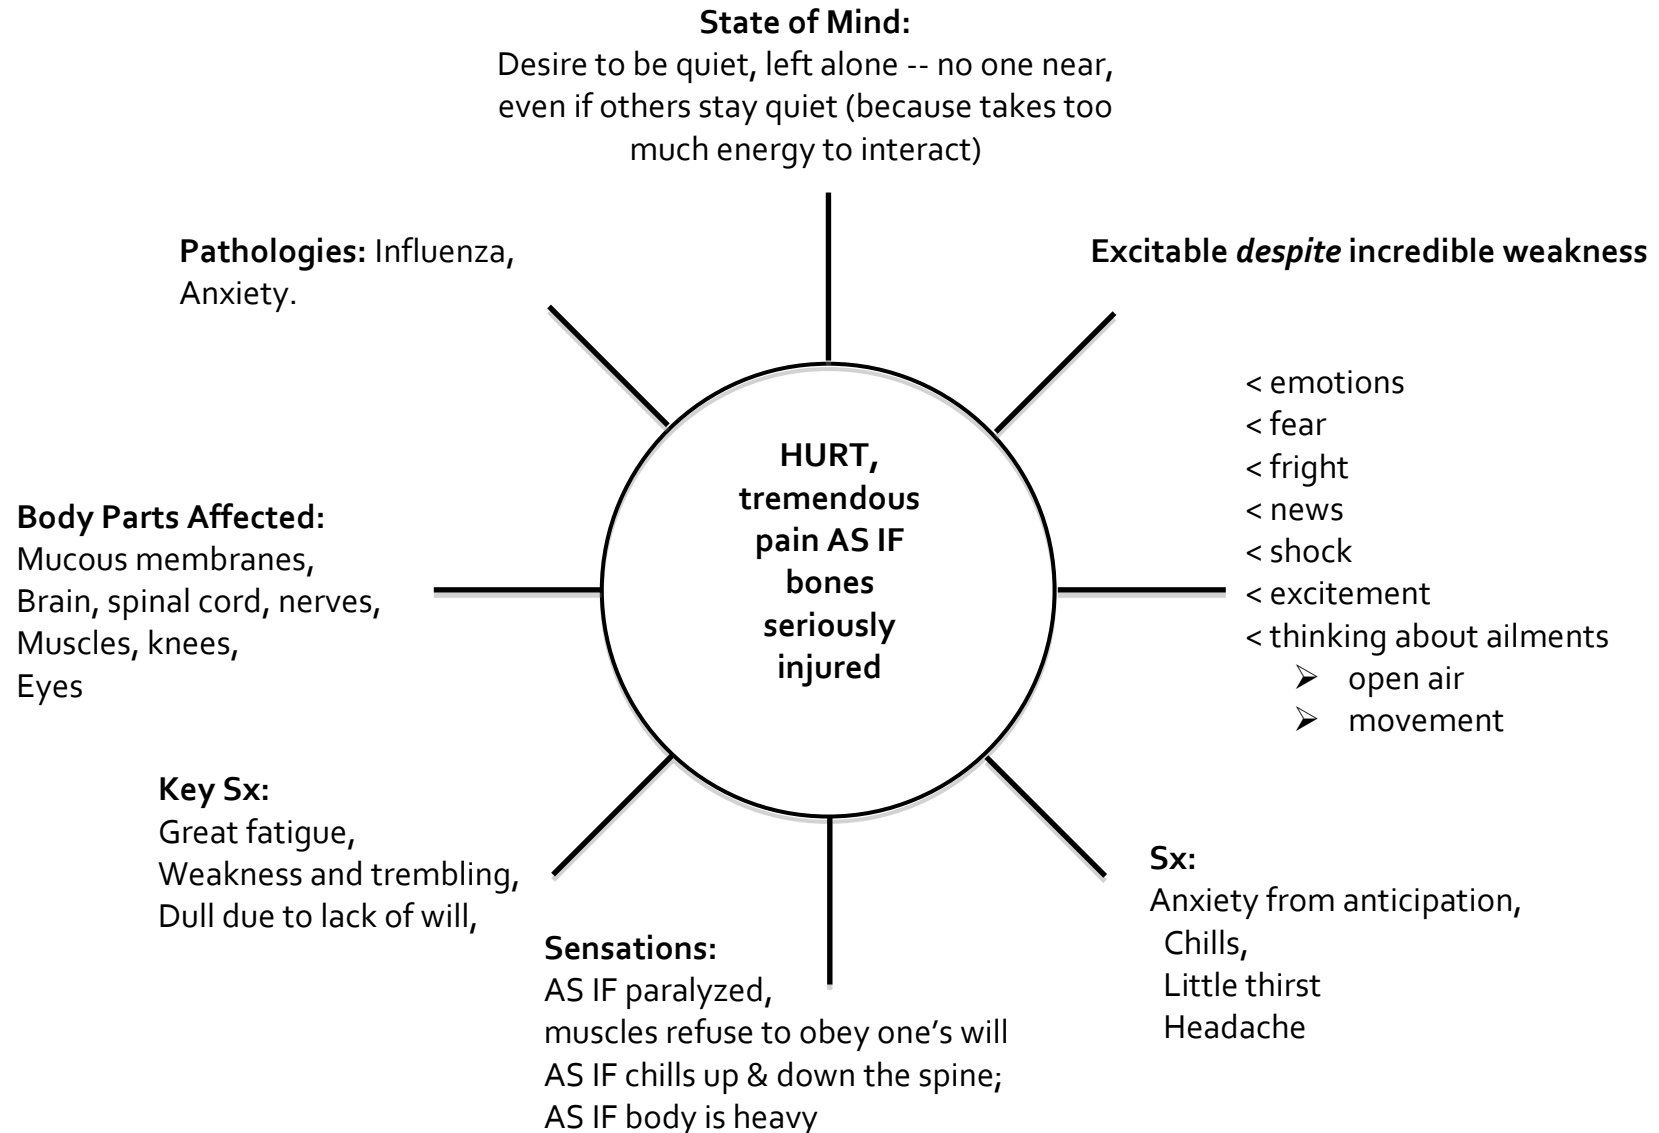 State of Mind:
Desire to be quiet, left alone -- no one near,
even if others stay quiet (because takes too
much energy to interact)
Pathologies: Influenza,
Anxiety.
Excitable despite incredible weakness
< emotions
< fear
< fright
< news
< shock
< excitement
< thinking about ailments
➢ open air
➢ movement
HURT,
tremendous
pain AS IF
bones
seriously
injured
Body Parts Affected:
Mucous membranes,
Brain, spinal cord, nerves,
Muscles, knees,
Eyes
Key Sx:
Great fatigue,
Weakness and trembling,
Dull due to lack of will,
Sensations:
AS IF paralyzed,
muscles refuse to obey one’s will
AS IF chills up & down the spine;
AS IF body is heavy
Sx:
Anxiety from anticipation,
Chills,
Little thirst
Headache